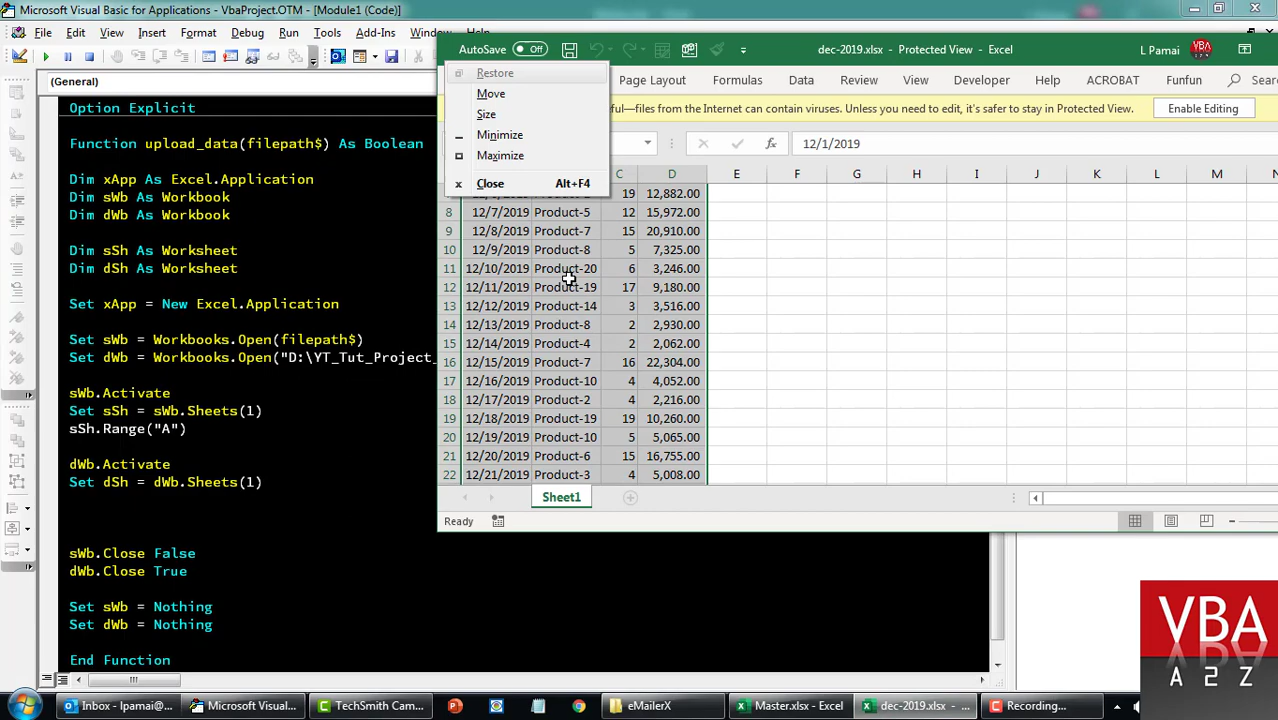 Microsoft Visual Basic for Applications - VbaProject.OTM - [Module1 (Code)]
File Edit View Insert Format Debug Run Tools Add-Ins Window
(General)
Option Explicit
Function upload_data(filepath$) As Boolean
Dim xApp As Excel.Application
Dim sWb As Workbook
Dim dWb As Workbook
Dim sSh As Worksheet
Dim dSh As Worksheet
Set xApp = New Excel.Application
Set sWb = Workbooks.Open(filepath$)
Set dWb = Workbooks.Open("D:\YT_Tut_Project_
sWb.Activate
Set sSh = sWb.Sheets(1)
sSh.Range("A")
dWb.Activate
Set dSh = dWb.Sheets(1)
sWb.Close False
dWb.Close True
Set sWb = Nothing
Set dWb = Nothing
End Function
AutoSave Off
dec-2019.xlsx - Protected View - Excel
L Pamai
VBA
Restore
Move
Size
Minimize
Maximize
Close Alt+F4
Page Layout Formulas Data Review View Developer Help ACROBAT Funfun Search
ful—files from the Internet can contain viruses. Unless you need to edit, it's safer to stay in Protected View. Enable Editing
fx 12/1/2019
C D E F G H I J K L M N
19 12,882.00
8 12/7/2019 Product-5 12 15,972.00
9 12/8/2019 Product-7 15 20,910.00
10 12/9/2019 Product-8 5 7,325.00
11 12/10/2019 Product-20 6 3,246.00
12 12/11/2019 Product-19 17 9,180.00
13 12/12/2019 Product-14 3 3,516.00
14 12/13/2019 Product-8 2 2,930.00
15 12/14/2019 Product-4 2 2,062.00
16 12/15/2019 Product-7 16 22,304.00
17 12/16/2019 Product-10 4 4,052.00
18 12/17/2019 Product-2 4 2,216.00
19 12/18/2019 Product-19 19 10,260.00
20 12/19/2019 Product-10 5 5,065.00
21 12/20/2019 Product-6 15 16,755.00
22 12/21/2019 Product-3 4 5,008.00
Sheet1
Ready
VBA
A 2 Z
Inbox - lpamai@... Microsoft Visual... TechSmith Cam... eMailerX Master.xlsx - Excel dec-2019.xlsx - ... Recording...